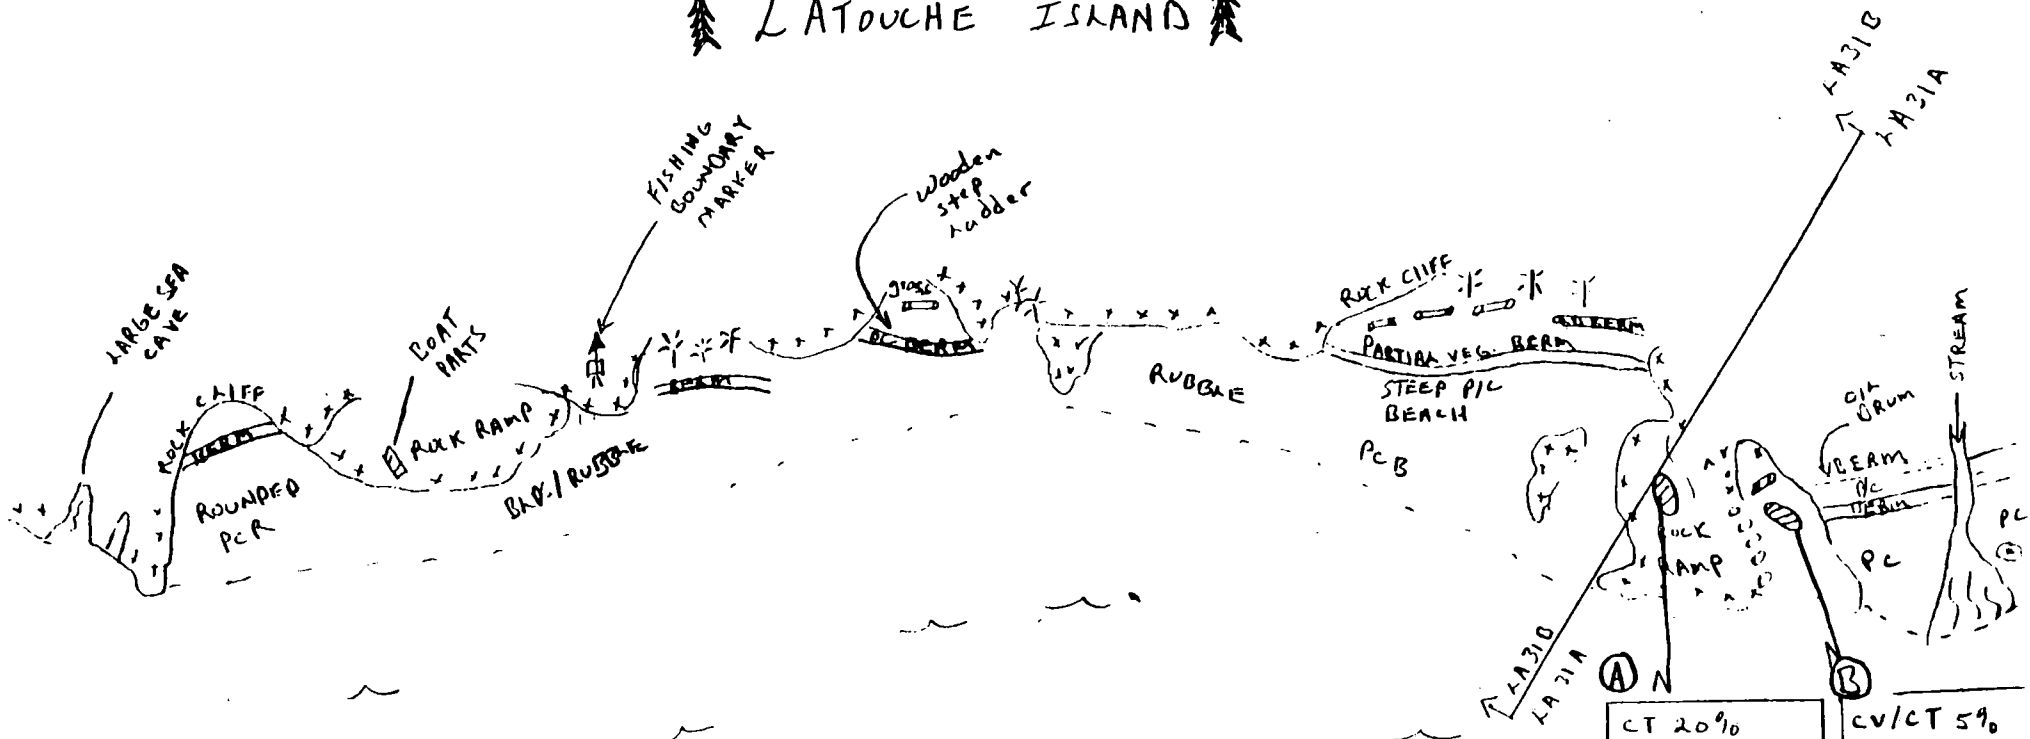 LATOUCHE ISLAND
LA31B
LA31A
FISHING
BOUNDARY
MARKER
Wooden
step
Ladder
LARGE SEA
CAVE
BOAT
PARTS
ROCK CLIFF
BERM
ROUNDED
PCR
ROCK RAMP
BLD./RUBBLE
BERM
grass
PC BERM
RUBBLE
ROCK CLIFF
BERM
PARTIAL VEG. BERM
STEEP P/C
BEACH
PCB
OIL
DRUM
STREAM
BERM
P/C
BERM
PC
PC
ROCK
RAMP
LA31B
LA31A
A
N
B
CT 20%
CV/CT 5%